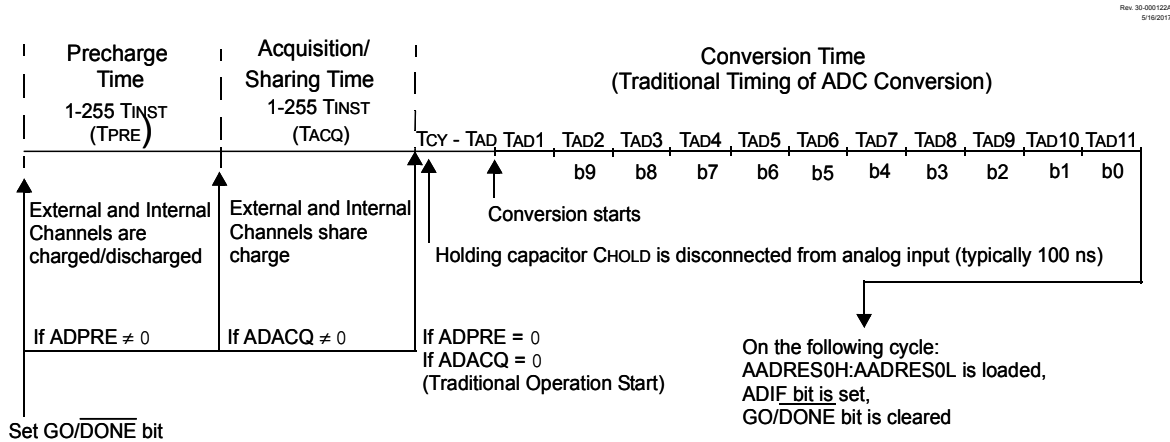 Rev. 30-000122A
5/16/2017
Precharge
Time
1-255 TINST
(TPRE)
Acquisition/
Sharing Time
1-255 TINST
(TACQ)
Conversion Time
(Traditional Timing of ADC Conversion)
TCY - TAD TAD1 TAD2 TAD3 TAD4 TAD5 TAD6 TAD7 TAD8 TAD9 TAD10 TAD11
b9 b8 b7 b6 b5 b4 b3 b2 b1 b0
External and Internal
Channels are
charged/discharged
External and Internal
Channels share
charge
Conversion starts
Holding capacitor CHOLD is disconnected from analog input (typically 100 ns)
If ADPRE ≠ 0
If ADACQ ≠ 0
If ADPRE = 0
If ADACQ = 0
(Traditional Operation Start)
On the following cycle:
AADRES0H:AADRES0L is loaded,
ADIF bit is set,
GO/DONE bit is cleared
Set GO/DONE bit